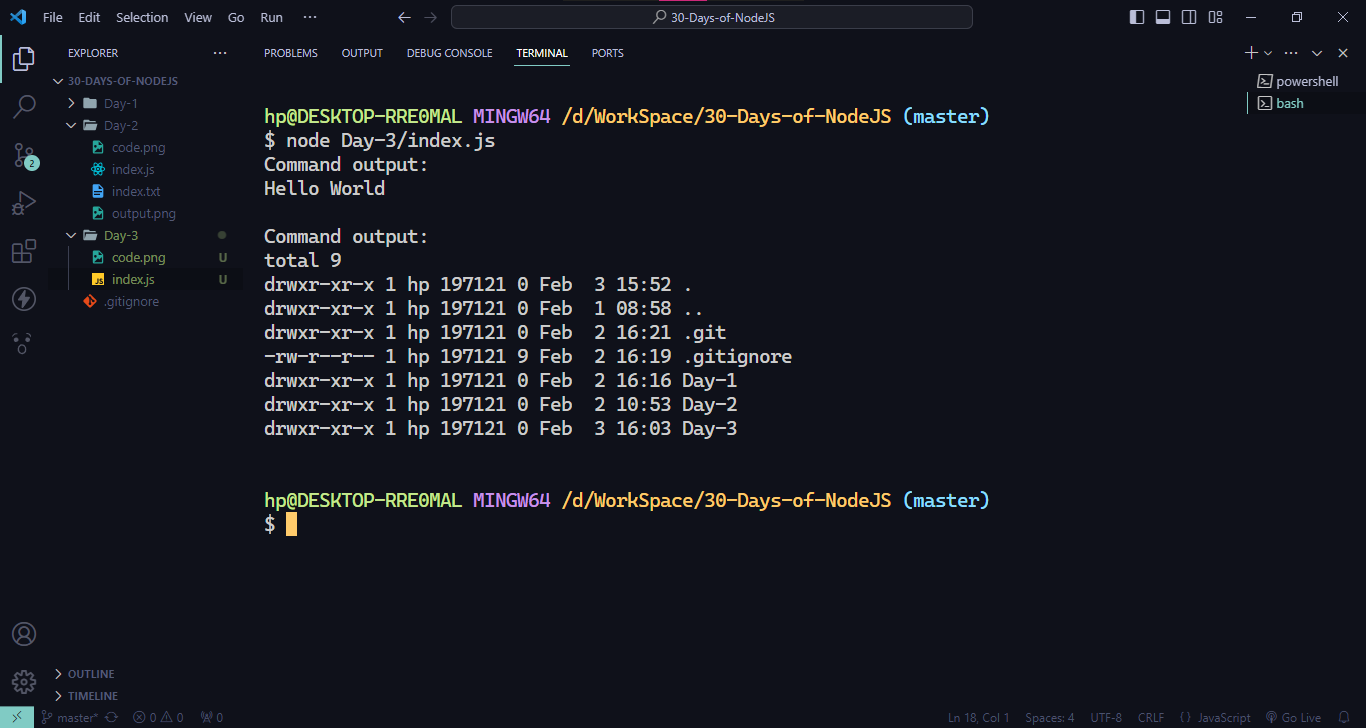 File Edit Selection View Go Run ··· 30-Days-of-NodeJS
EXPLORER ···
30-DAYS-OF-NODEJS
Day-1
Day-2
code.png
index.js
index.txt
output.png
Day-3
code.png U
JS index.js U
.gitignore
2
OUTLINE
TIMELINE
PROBLEMS OUTPUT DEBUG CONSOLE TERMINAL PORTS
powershell
bash
hp@DESKTOP-RRE0MAL MINGW64 /d/WorkSpace/30-Days-of-NodeJS (master)
$ node Day-3/index.js
Command output:
Hello World
Command output:
total 9
drwxr-xr-x 1 hp 197121 0 Feb  3 15:52 .
drwxr-xr-x 1 hp 197121 0 Feb  1 08:58 ..
drwxr-xr-x 1 hp 197121 0 Feb  2 16:21 .git
-rw-r--r-- 1 hp 197121 9 Feb  2 16:19 .gitignore
drwxr-xr-x 1 hp 197121 0 Feb  2 16:16 Day-1
drwxr-xr-x 1 hp 197121 0 Feb  2 10:53 Day-2
drwxr-xr-x 1 hp 197121 0 Feb  3 16:03 Day-3
hp@DESKTOP-RRE0MAL MINGW64 /d/WorkSpace/30-Days-of-NodeJS (master)
$
master* 0 0 0 Ln 18, Col 1 Spaces: 4 UTF-8 CRLF {} JavaScript Go Live